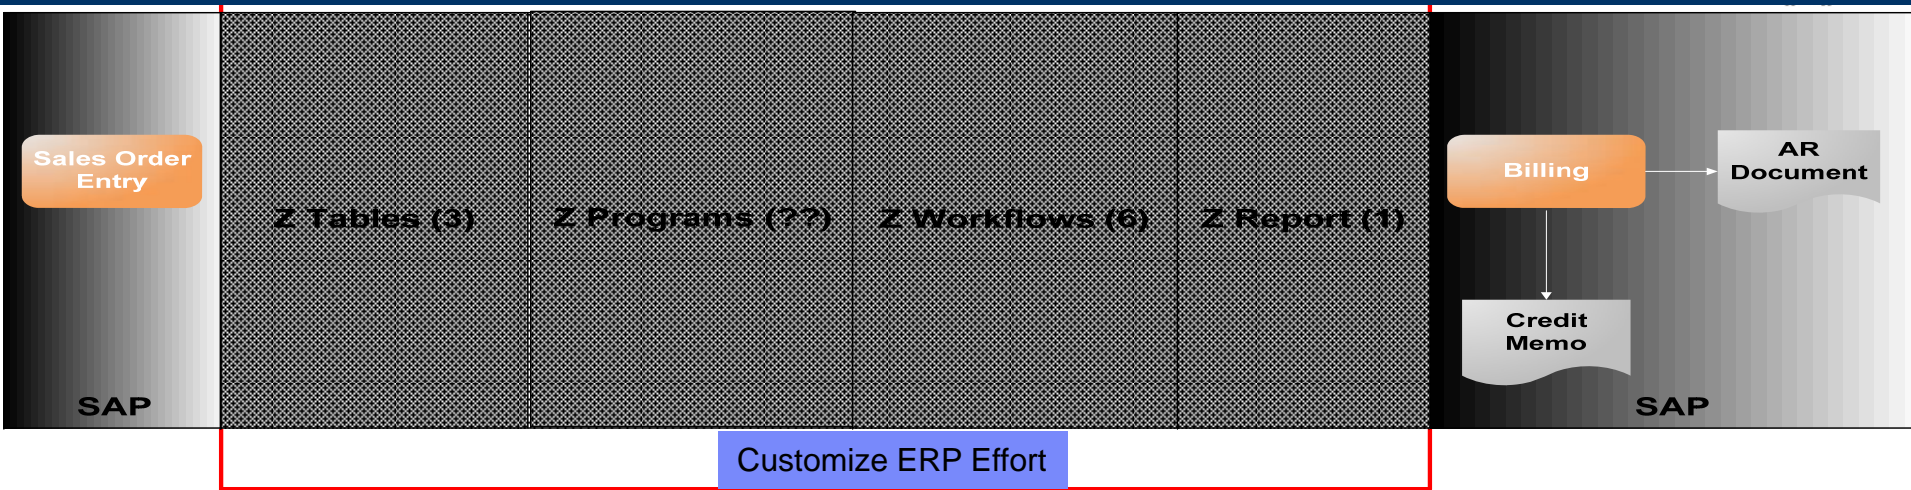 Sales Order
Entry
SAP
Z Tables (3)
Z Programs (??)
Z Workflows (6)
Z Report (1)
Billing
AR
Document
Credit
Memo
SAP
Customize ERP Effort